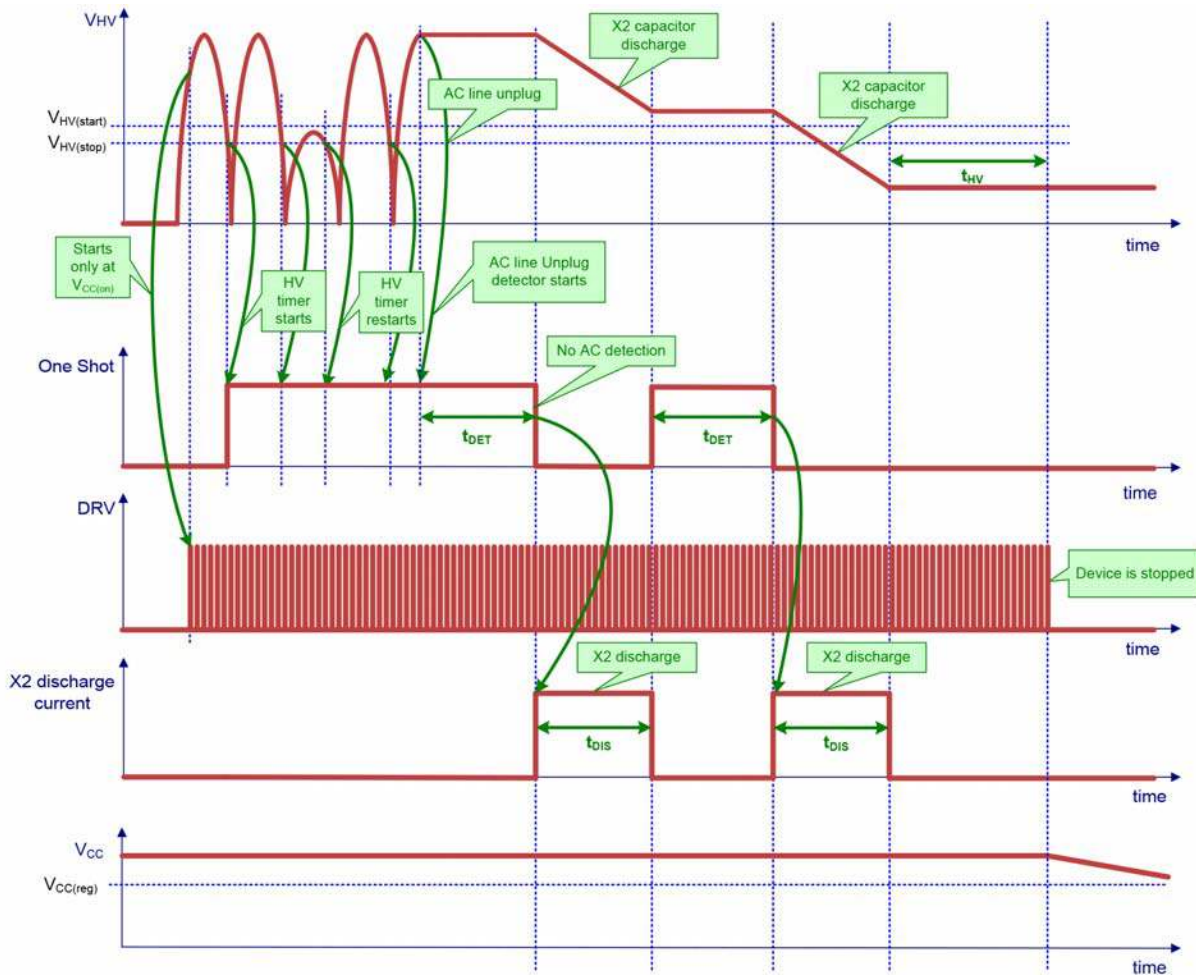 VHV
X2 capacitor
discharge
X2 capacitor
discharge
AC line unplug
VHV(start)
VHV(stop)
tHV
time
Starts
only at
VCC(on)
HV
timer
starts
HV
timer
restarts
AC line Unplug
detector starts
One Shot
No AC detection
tDET
tDET
time
DRV
Device is stopped
time
X2 discharge
current
X2 discharge
X2 discharge
tDIS
tDIS
time
VCC
VCC(reg)
time